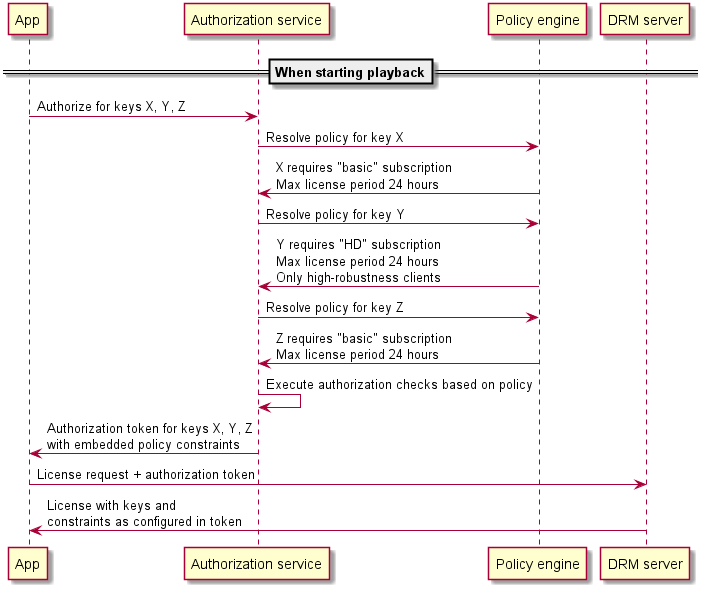 App
Authorization service
Policy engine
DRM server
When starting playback
Authorize for keys X, Y, Z
Resolve policy for key X
X requires "basic" subscription
Max license period 24 hours
Resolve policy for key Y
Y requires "HD" subscription
Max license period 24 hours
Only high-robustness clients
Resolve policy for key Z
Z requires "basic" subscription
Max license period 24 hours
Execute authorization checks based on policy
Authorization token for keys X, Y, Z
with embedded policy constraints
License request + authorization token
License with keys and
constraints as configured in token
App
Authorization service
Policy engine
DRM server